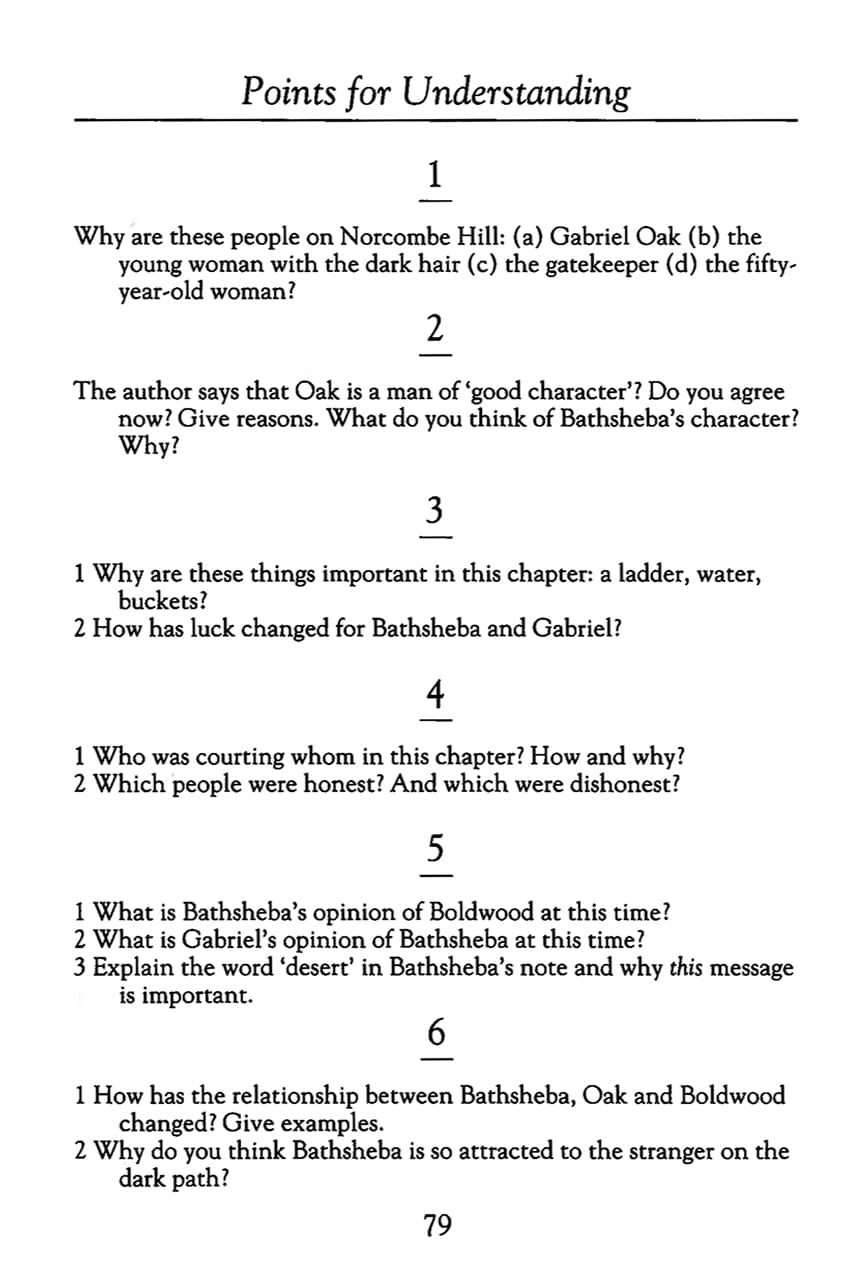 Points for Understanding
1
Why are these people on Norcombe Hill: (a) Gabriel Oak (b) the
young woman with the dark hair (c) the gatekeeper (d) the fifty-
year-old woman?
2
The author says that Oak is a man of ‘good character’? Do you agree
now? Give reasons. What do you think of Bathsheba’s character?
Why?
3
1 Why are these things important in this chapter: a ladder, water,
buckets?
2 How has luck changed for Bathsheba and Gabriel?
4
1 Who was courting whom in this chapter? How and why?
2 Which people were honest? And which were dishonest?
5
1 What is Bathsheba’s opinion of Boldwood at this time?
2 What is Gabriel’s opinion of Bathsheba at this time?
3 Explain the word ‘desert’ in Bathsheba’s note and why this message
is important.
6
1 How has the relationship between Bathsheba, Oak and Boldwood
changed? Give examples.
2 Why do you think Bathsheba is so attracted to the stranger on the
dark path?
79